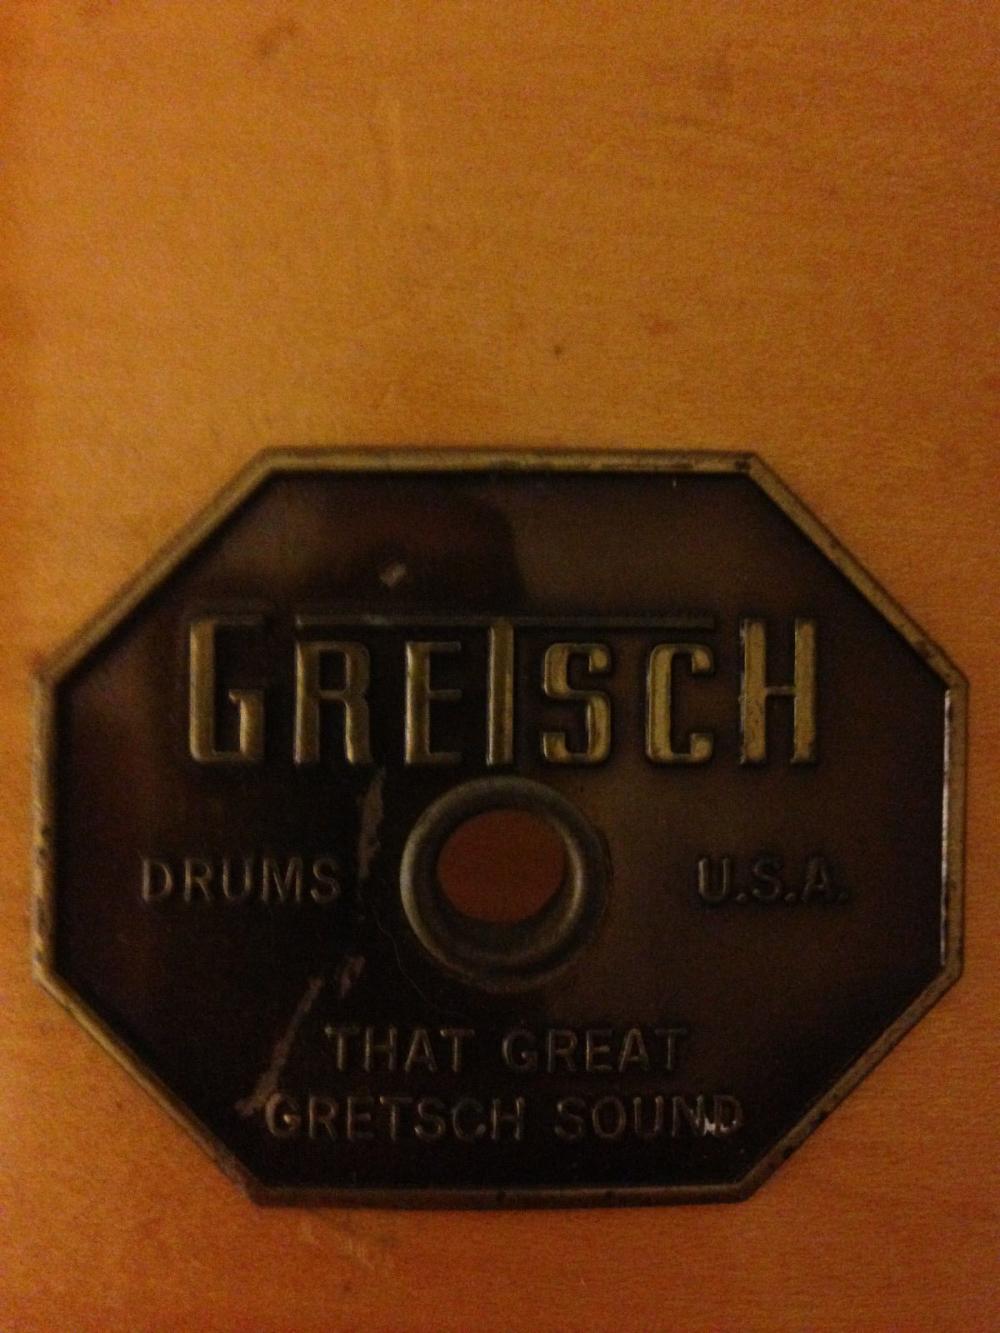 GRETSCH
DRUMS U.S.A.
THAT GREAT
GRETSCH SOUND